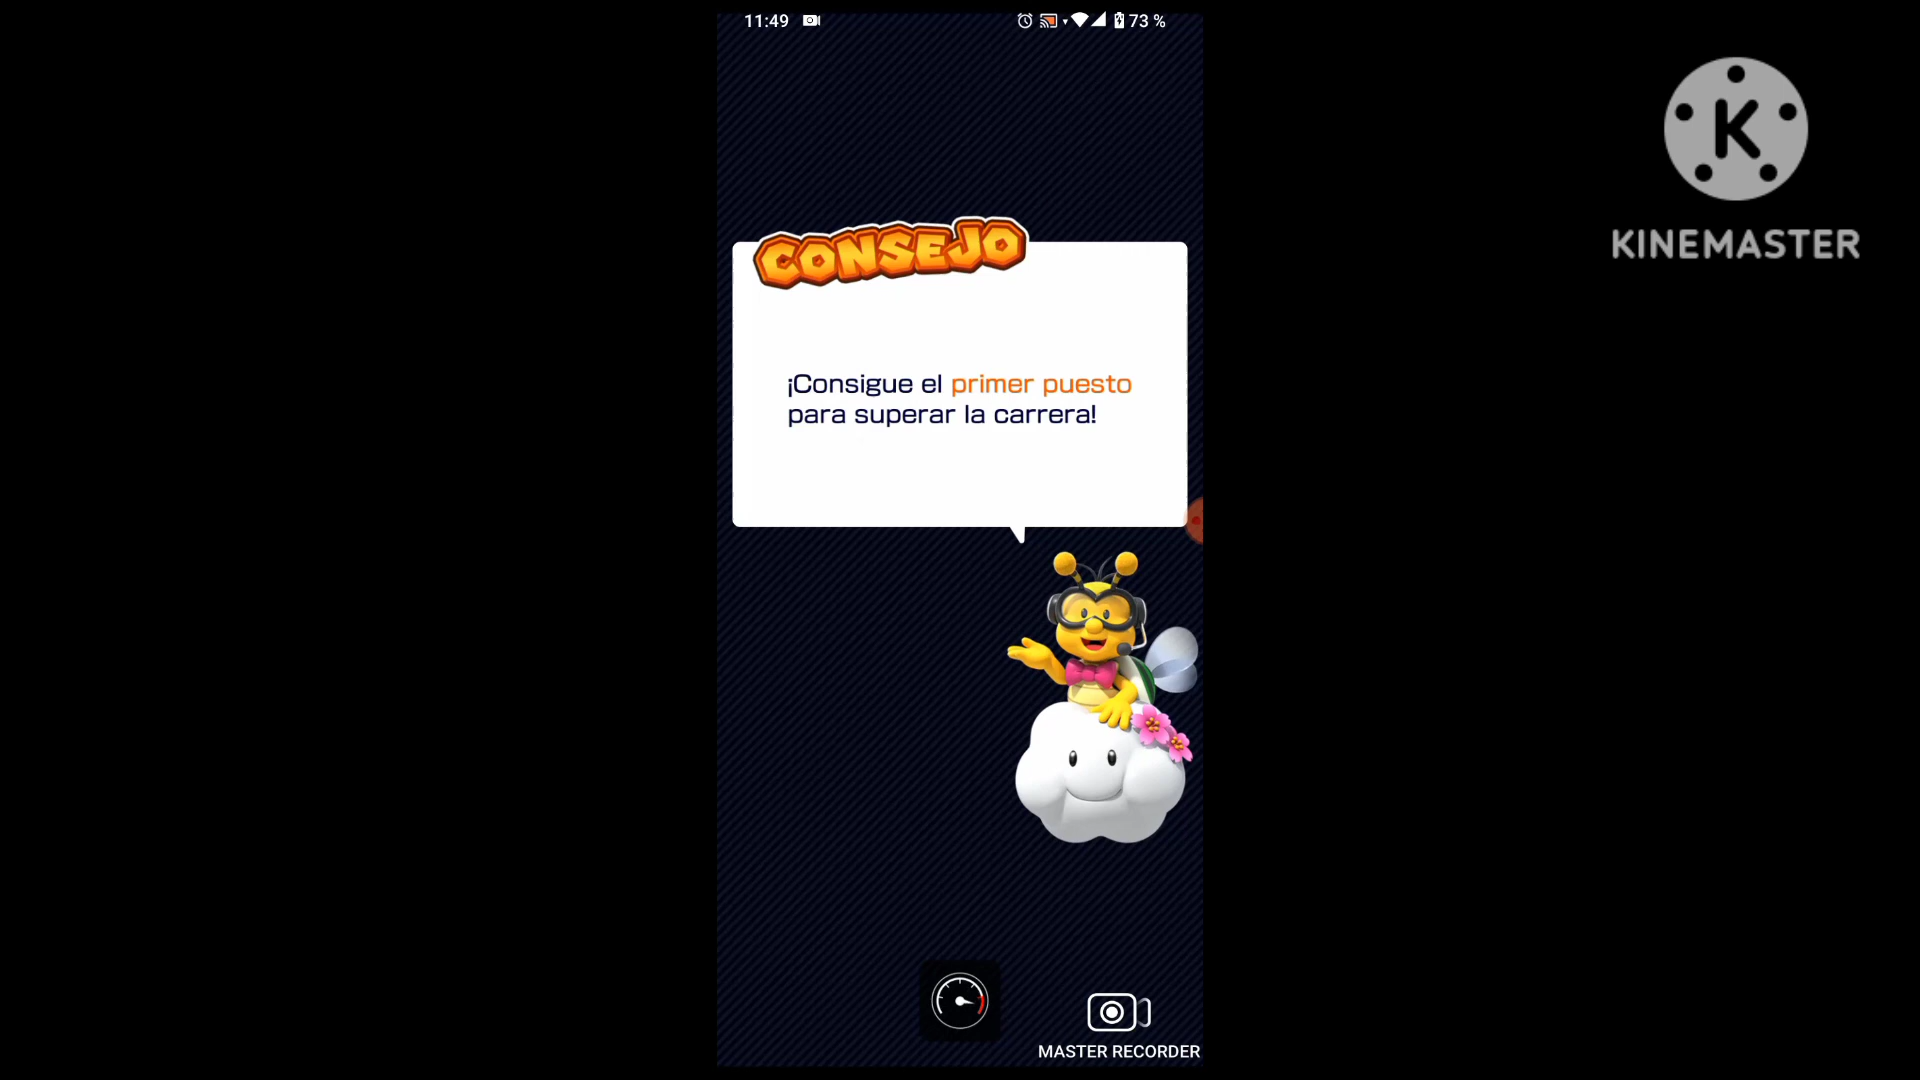 11:49
73 %
K
KINEMASTER
CONSEJO
¡Consigue el primer puesto
para superar la carrera!
MASTER RECORDER